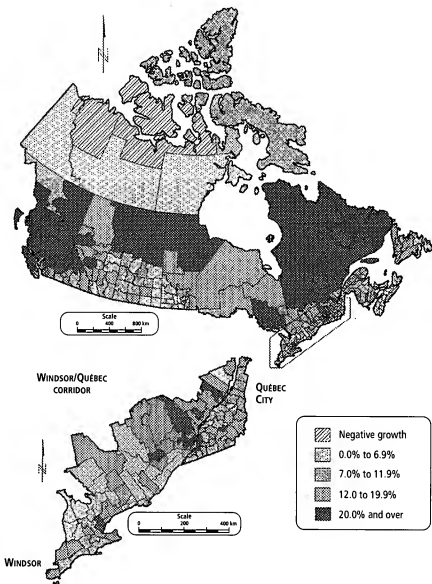 Scale
0 400 800 km
WINDSOR/QUÉBEC
CORRIDOR
QUÉBEC
CITY
Negative growth
0.0% to 6.9%
7.0% to 11.9%
12.0 to 19.9%
20.0% and over
Scale
0 200 400 km
WINDSOR